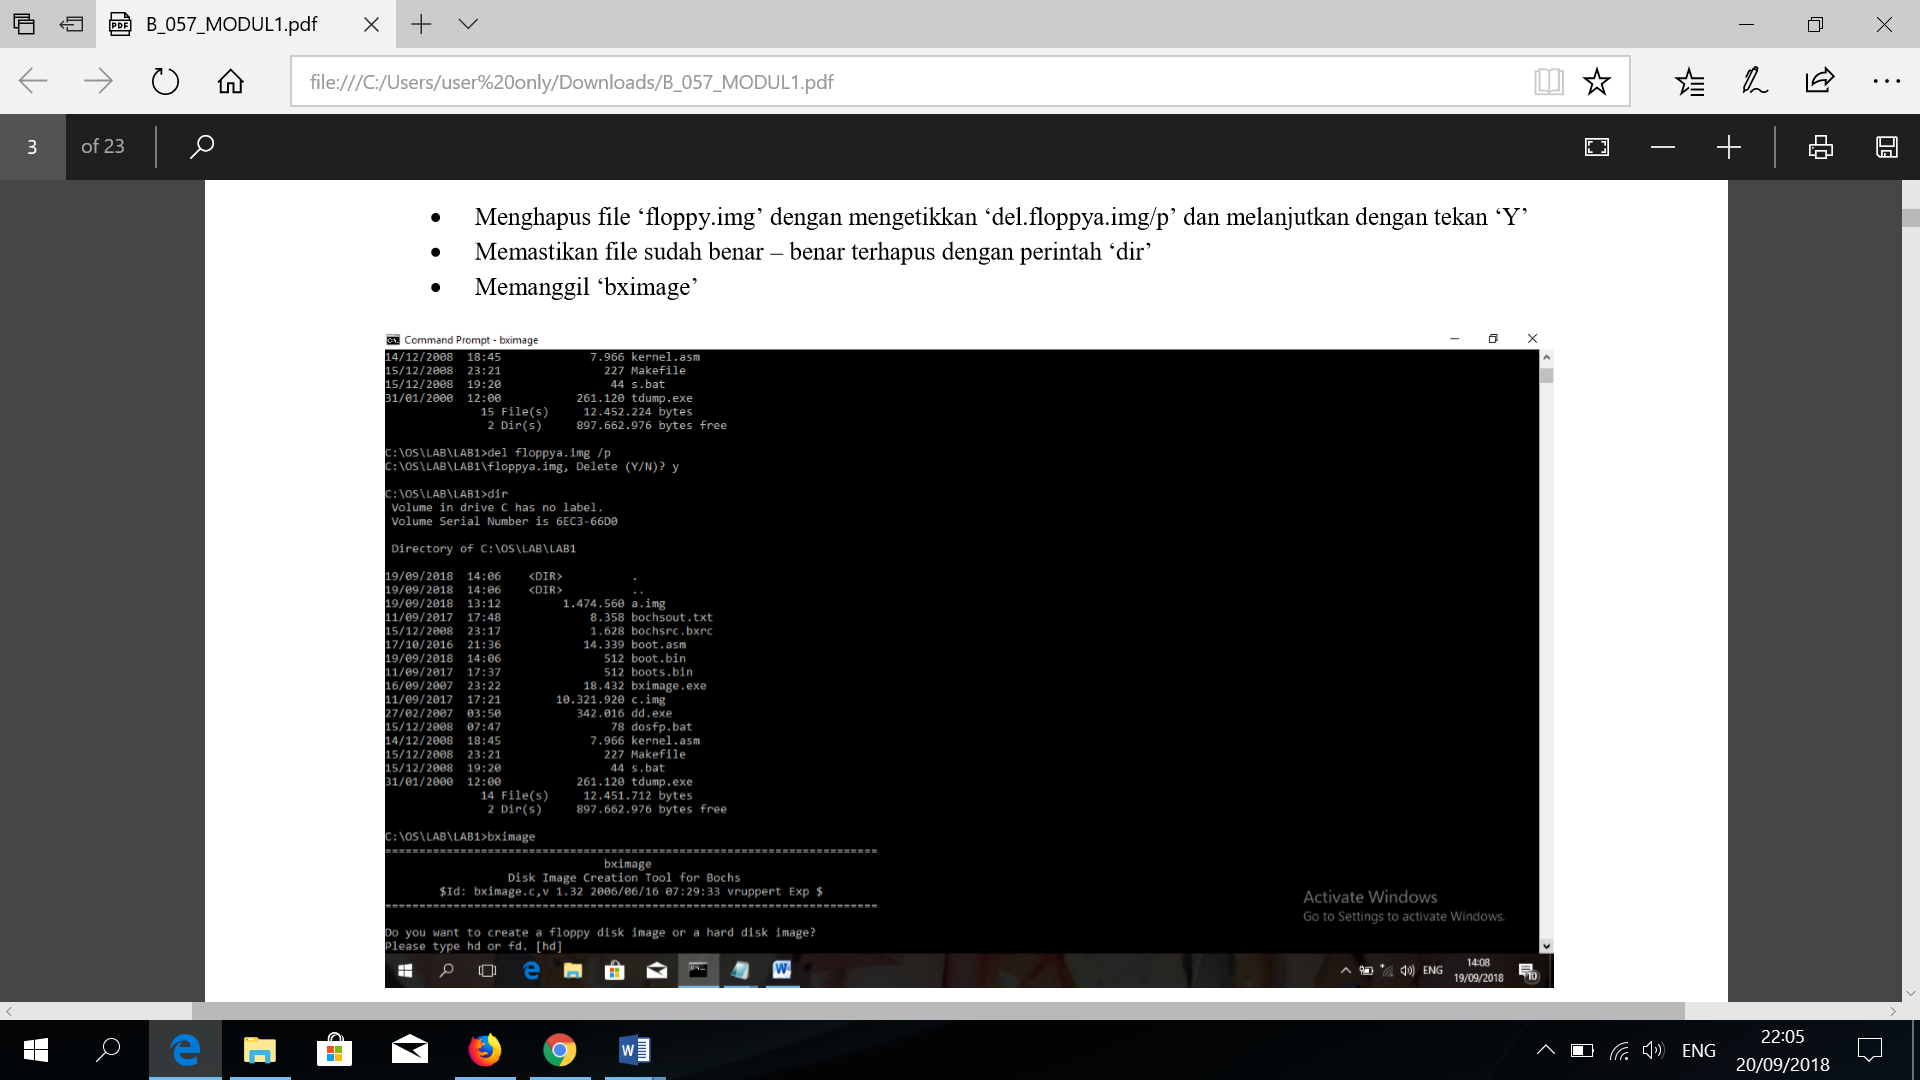 B_057_MODUL1.pdf
file:///C:/Users/user%20only/Downloads/B_057_MODUL1.pdf
3 of 23
• Menghapus file ‘floppy.img’ dengan mengetikkan ‘del.floppya.img/p’ dan melanjutkan dengan tekan ‘Y’
• Memastikan file sudah benar – benar terhapus dengan perintah ‘dir’
• Memanggil ‘bximage’
Command Prompt - bximage
14/12/2008  18:45             7.966 kernel.asm
15/12/2008  23:21               227 Makefile
15/12/2008  19:20                44 s.bat
31/01/2000  12:00           261.120 tdump.exe
15 File(s)     12.452.224 bytes
2 Dir(s)     897.662.976 bytes free
C:\OS\LAB\LAB1>del floppya.img /p
C:\OS\LAB\LAB1\floppya.img, Delete (Y/N)? y
C:\OS\LAB\LAB1>dir
Volume in drive C has no label.
Volume Serial Number is 6EC3-66D0
Directory of C:\OS\LAB\LAB1
19/09/2018  14:06    <DIR>          .
19/09/2018  14:06    <DIR>          ..
19/09/2018  13:12         1.474.560 a.img
11/09/2017  17:48             8.358 bochsout.txt
15/12/2008  23:17             1.628 bochsrc.bxrc
17/10/2016  21:36            14.339 boot.asm
19/09/2018  14:06               512 boot.bin
11/09/2017  17:37               512 boots.bin
16/09/2007  23:22            18.432 bximage.exe
11/09/2017  17:21        10.321.920 c.img
27/02/2007  03:50           342.016 dd.exe
15/12/2008  07:47                78 dosfp.bat
14/12/2008  18:45             7.966 kernel.asm
15/12/2008  23:21               227 Makefile
15/12/2008  19:20                44 s.bat
31/01/2000  12:00           261.120 tdump.exe
14 File(s)     12.451.712 bytes
2 Dir(s)     897.662.976 bytes free
C:\OS\LAB\LAB1>bximage
========================================================================
bximage
Disk Image Creation Tool for Bochs
$Id: bximage.c,v 1.32 2006/06/16 07:29:33 vruppert Exp $
========================================================================
Do you want to create a floppy disk image or a hard disk image?
Please type hd or fd. [hd]
Activate Windows
Go to Settings to activate Windows.
ENG
14:08
19/09/2018
10
ENG
22:05
20/09/2018